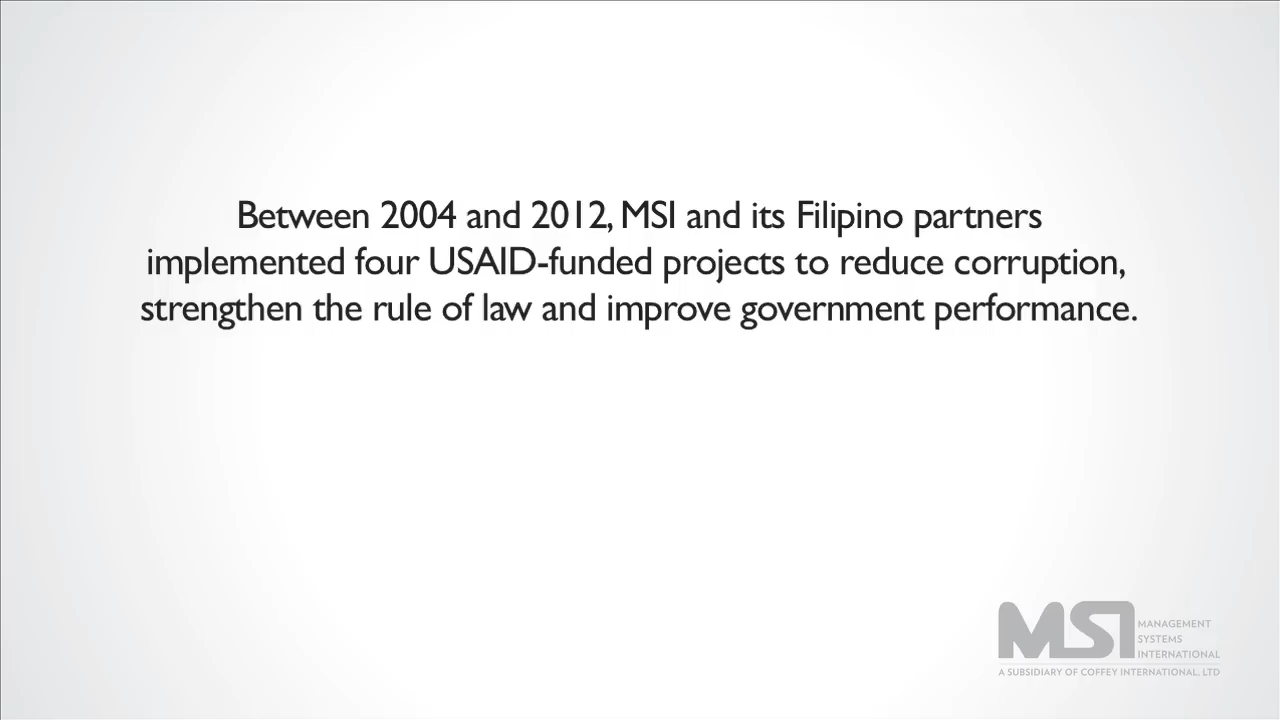 Between 2004 and 2012, MSI and its Filipino partners
implemented four USAID-funded projects to reduce corruption,
strengthen the rule of law and improve government performance.
MSI
MANAGEMENT
SYSTEMS
INTERNATIONAL
A SUBSIDIARY OF COFFEY INTERNATIONAL, LTD